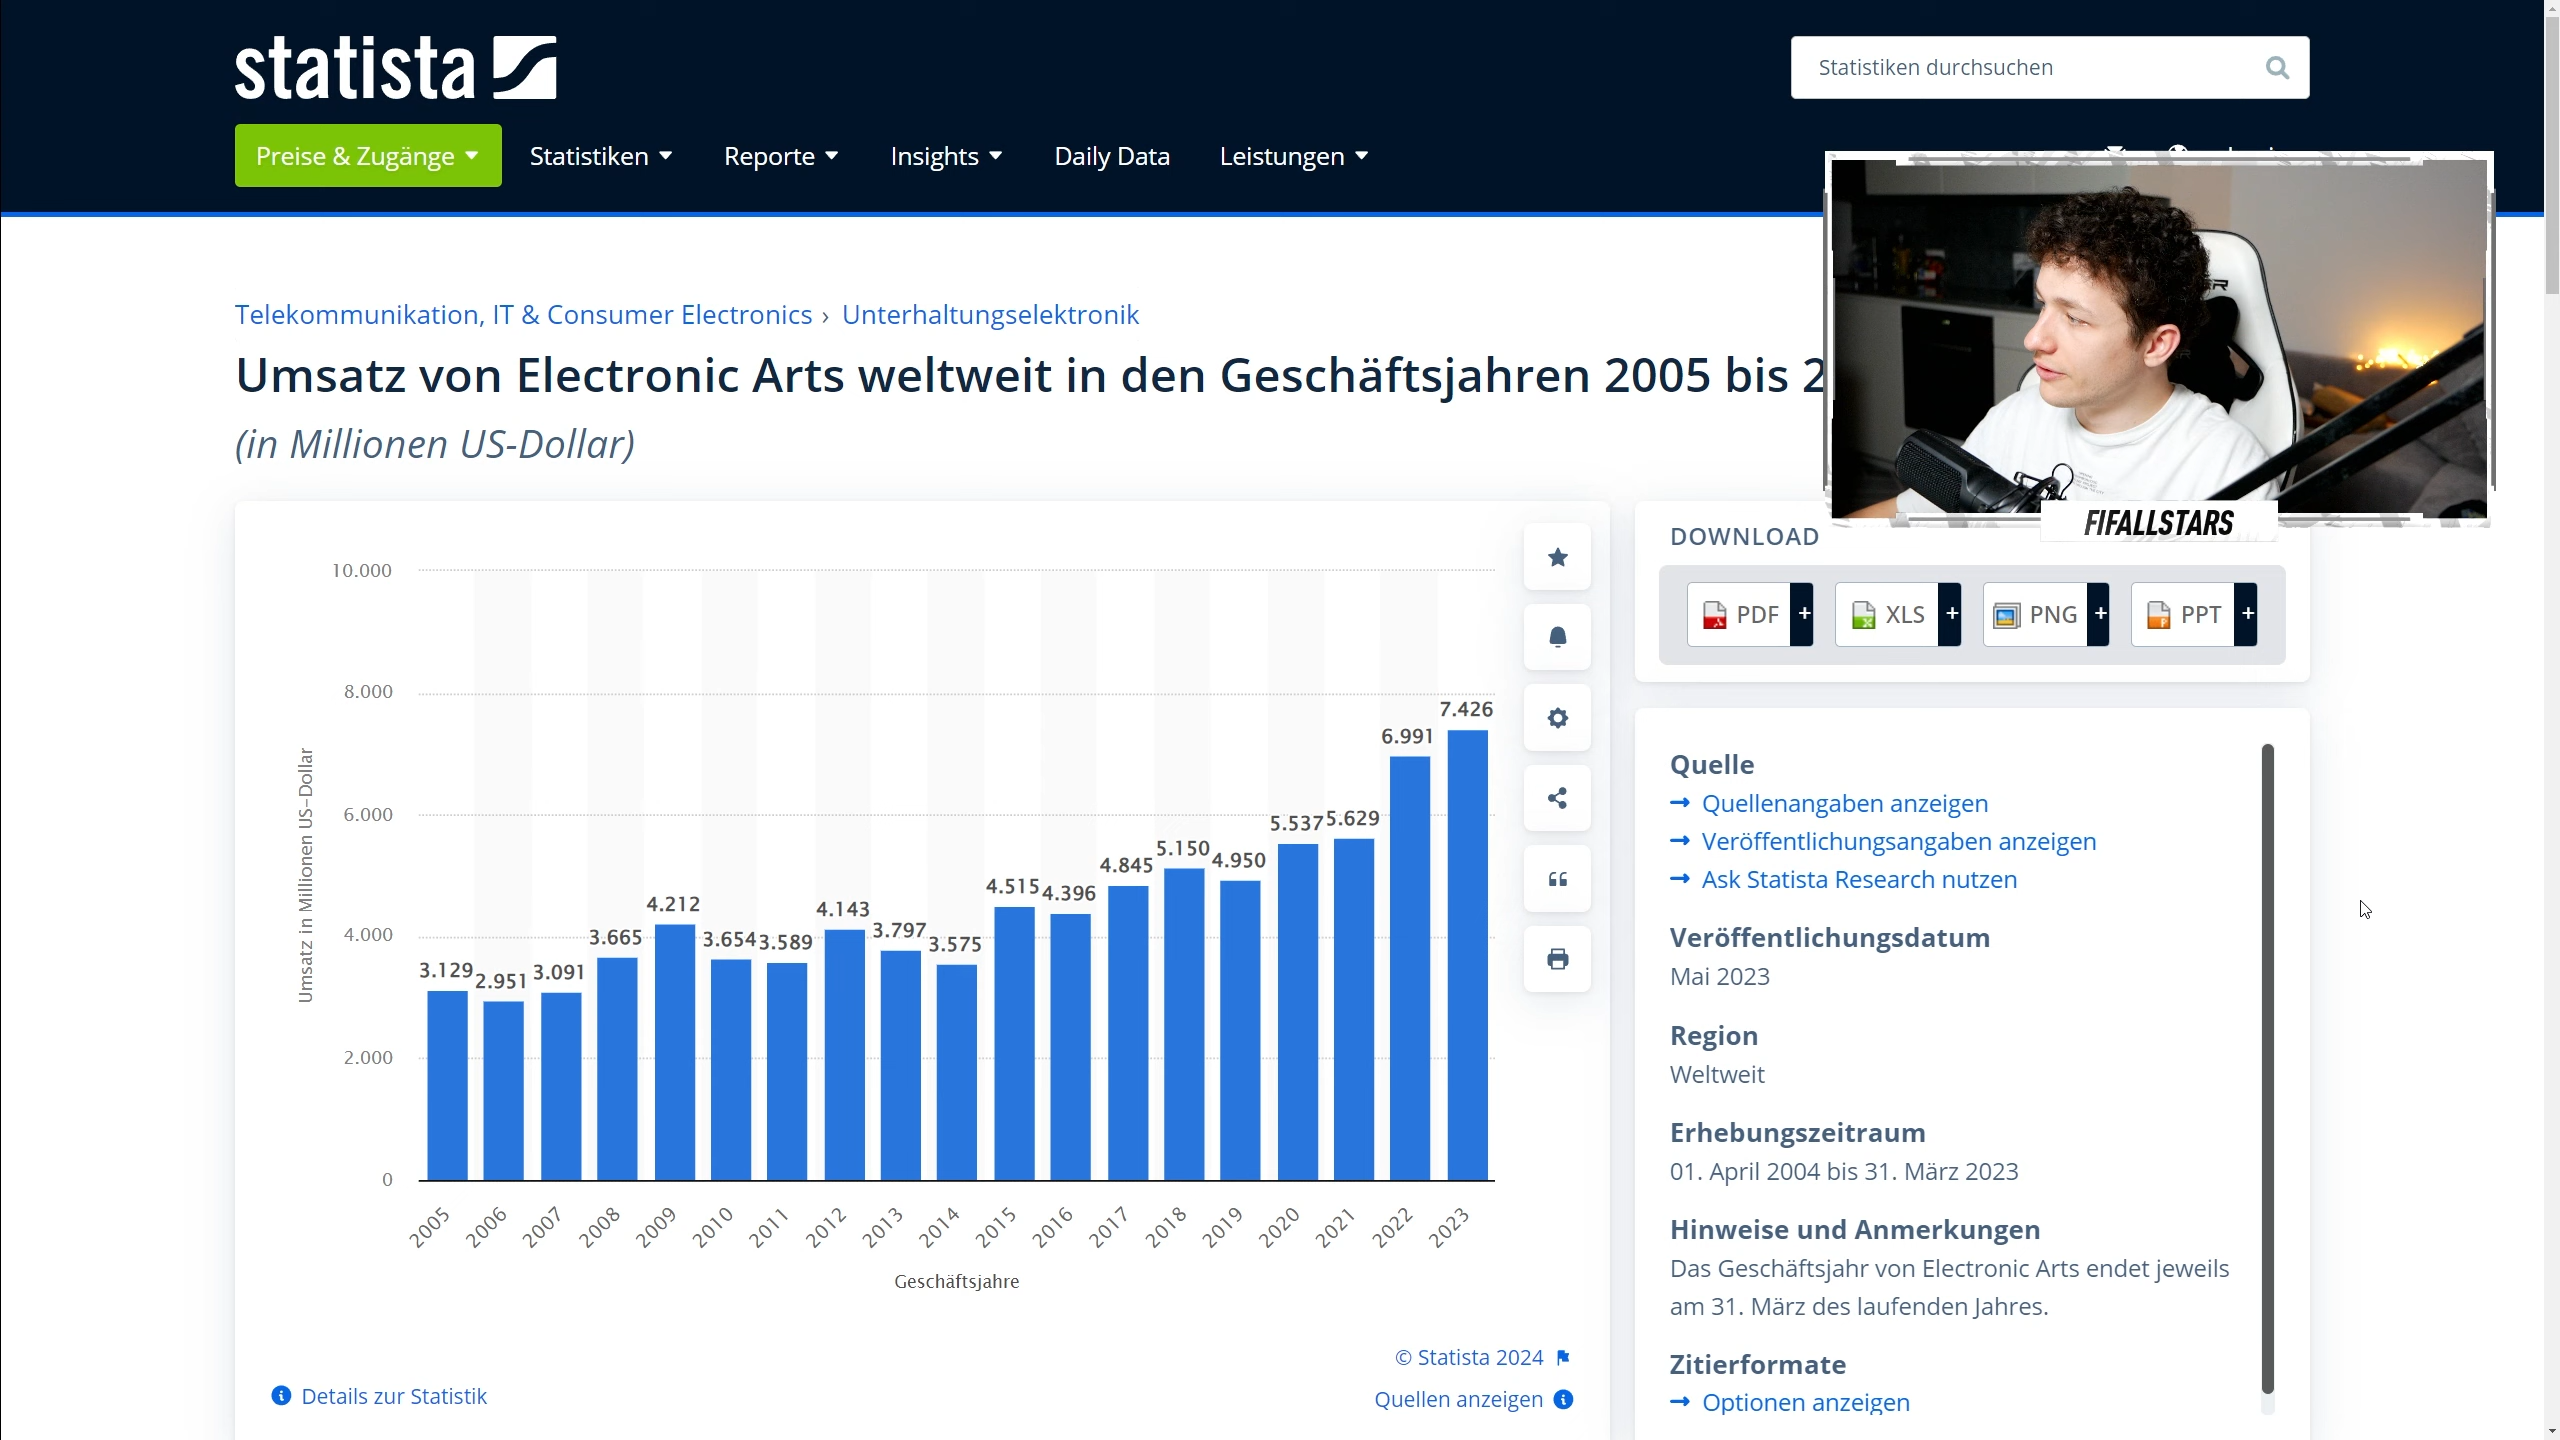 statista
Statistiken durchsuchen
Preise & Zugänge
Statistiken
Reporte
Insights
Daily Data
Leistungen
Telekommunikation, IT & Consumer Electronics › Unterhaltungselektronik
Umsatz von Electronic Arts weltweit in den Geschäftsjahren 2005 bis 2
(in Millionen US-Dollar)
FIFALLSTARS
DOWNLOAD
PDF +
XLS +
PNG +
PPT +
Umsatz in Millionen US-Dollar
10.000
8.000
6.000
4.000
2.000
0
3.129
2.951
3.091
3.665
4.212
3.654
3.589
4.143
3.797
3.575
4.515
4.396
4.845
5.150
4.950
5.537
5.629
6.991
7.426
2005
2006
2007
2008
2009
2010
2011
2012
2013
2014
2015
2016
2017
2018
2019
2020
2021
2022
2023
Geschäftsjahre
© Statista 2024
Details zur Statistik
Quellen anzeigen
Quelle
Quellenangaben anzeigen
Veröffentlichungsangaben anzeigen
Ask Statista Research nutzen
Veröffentlichungsdatum
Mai 2023
Region
Weltweit
Erhebungszeitraum
01. April 2004 bis 31. März 2023
Hinweise und Anmerkungen
Das Geschäftsjahr von Electronic Arts endet jeweils
am 31. März des laufenden Jahres.
Zitierformate
Optionen anzeigen